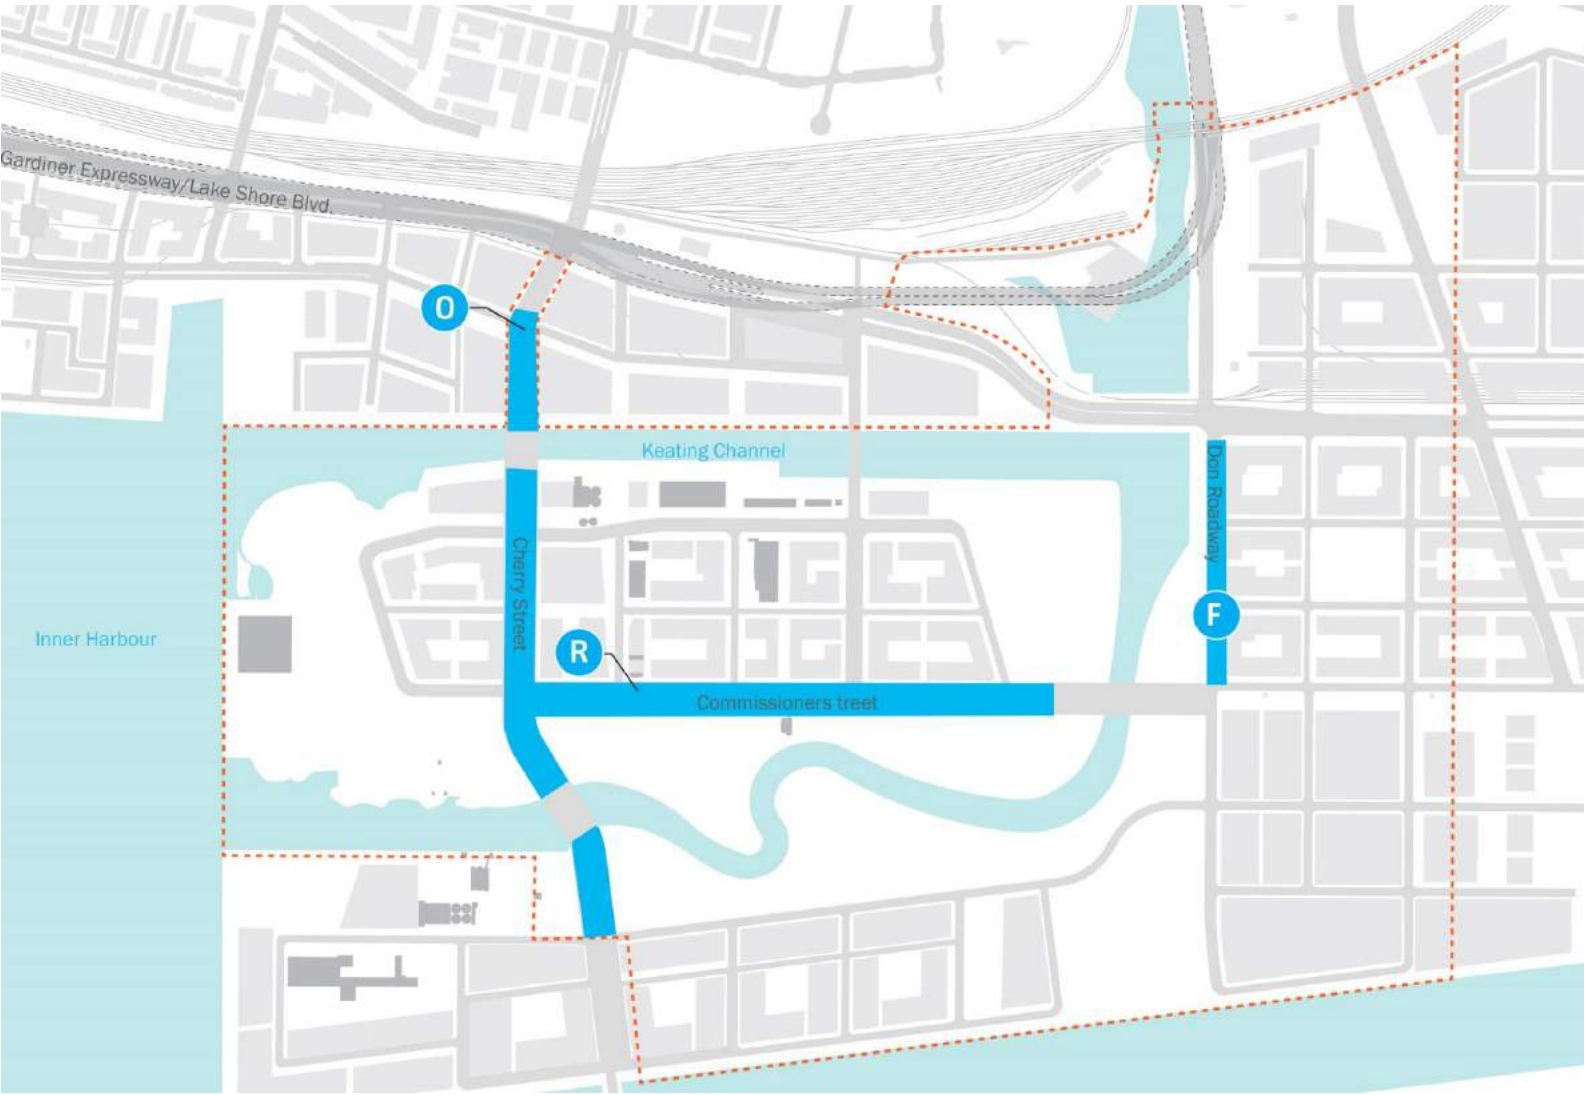 Gardiner Expressway/Lake Shore Blvd.
O
Keating Channel
Don Roadway
Cherry Street
F
Inner Harbour
R
Commissioners treet